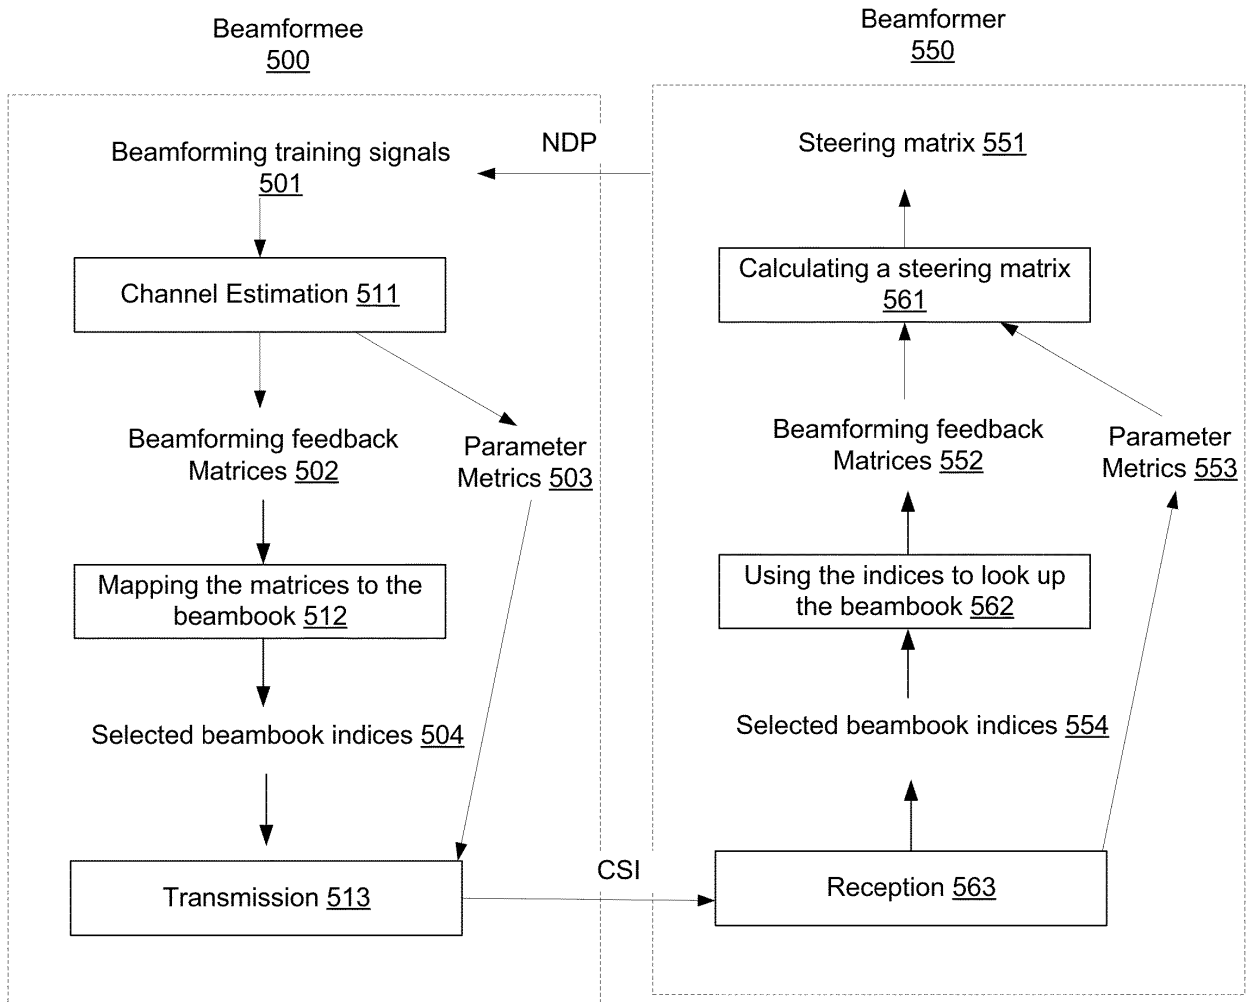 Beamformee
500
Beamforming training signals
501
Channel Estimation 511
Beamforming feedback
Matrices 502
Parameter
Metrics 503
Mapping the matrices to the
beambook 512
Selected beambook indices 504
Transmission 513
NDP
CSI
Beamformer
550
Steering matrix 551
Calculating a steering matrix
561
Beamforming feedback
Matrices 552
Parameter
Metrics 553
Using the indices to look up
the beambook 562
Selected beambook indices 554
Reception 563